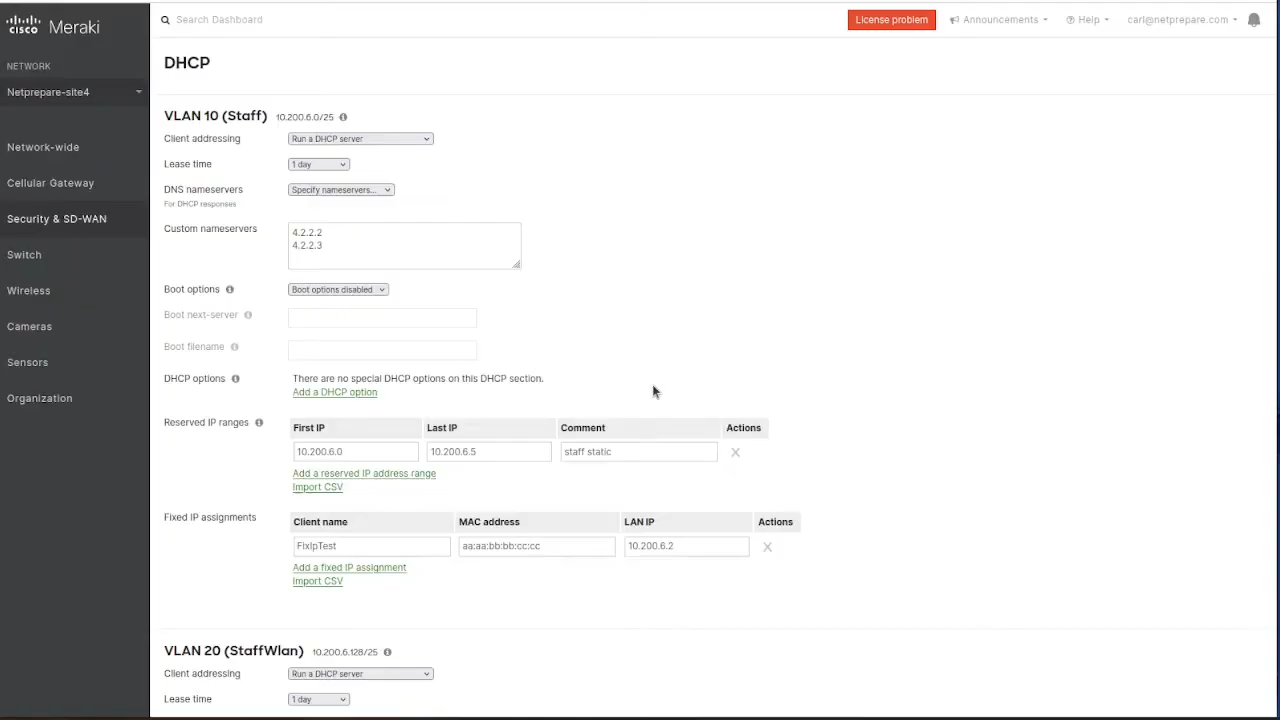 cisco Meraki
Search Dashboard
License problem
Announcements
Help
carl@netprepare.com
NETWORK
Netprepare-site4
Network-wide
Cellular Gateway
Security & SD-WAN
Switch
Wireless
Cameras
Sensors
Organization
DHCP
VLAN 10 (Staff) 10.200.6.0/25
Client addressing Run a DHCP server
Lease time 1 day
DNS nameservers Specify nameservers...
For DHCP responses
Custom nameservers 4.2.2.2
4.2.2.3
Boot options Boot options disabled
Boot next-server
Boot filename
DHCP options There are no special DHCP options on this DHCP section.
Add a DHCP option
Reserved IP ranges First IP Last IP Comment Actions
10.200.6.0 10.200.6.5 staff static X
Add a reserved IP address range
Import CSV
Fixed IP assignments Client name MAC address LAN IP Actions
FixIpTest aa:aa:bb:bb:cc:cc 10.200.6.2 X
Add a fixed IP assignment
Import CSV
VLAN 20 (StaffWlan) 10.200.6.128/25
Client addressing Run a DHCP server
Lease time 1 day